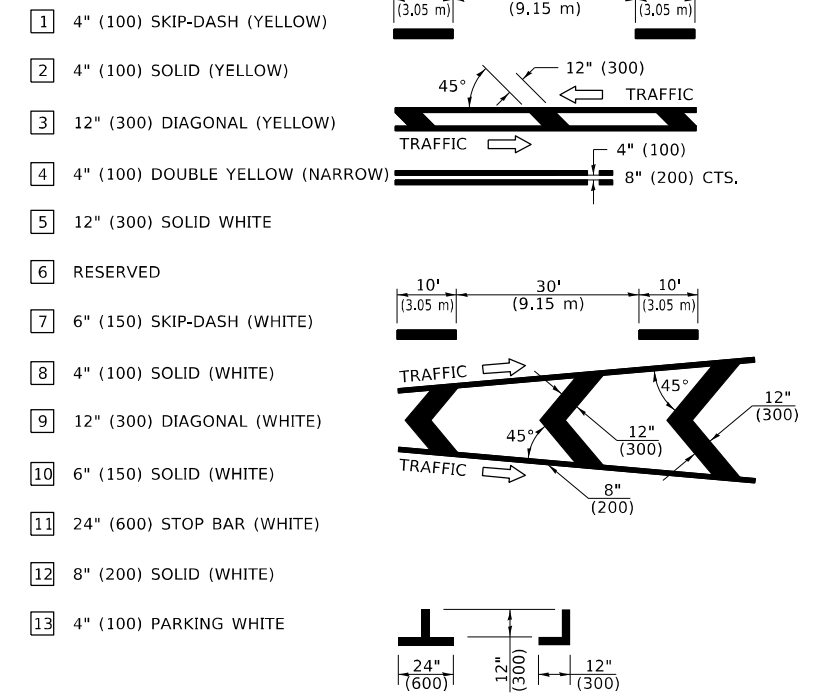 (3.05 m) (9.15 m) (3.05 m)
1 4" (100) SKIP-DASH (YELLOW)
2 4" (100) SOLID (YELLOW)
45° 12" (300)
TRAFFIC
3 12" (300) DIAGONAL (YELLOW)
TRAFFIC
4" (100)
4 4" (100) DOUBLE YELLOW (NARROW)
8" (200) CTS.
5 12" (300) SOLID WHITE
6 RESERVED
10' 30' 10'
(3.05 m) (9.15 m) (3.05 m)
7 6" (150) SKIP-DASH (WHITE)
8 4" (100) SOLID (WHITE)
TRAFFIC
45°
12"
(300)
9 12" (300) DIAGONAL (WHITE)
45°
12"
(300)
10 6" (150) SOLID (WHITE)
TRAFFIC
8"
(200)
11 24" (600) STOP BAR (WHITE)
12 8" (200) SOLID (WHITE)
13 4" (100) PARKING WHITE
24"
(600)
12"
(300)
12"
(300)